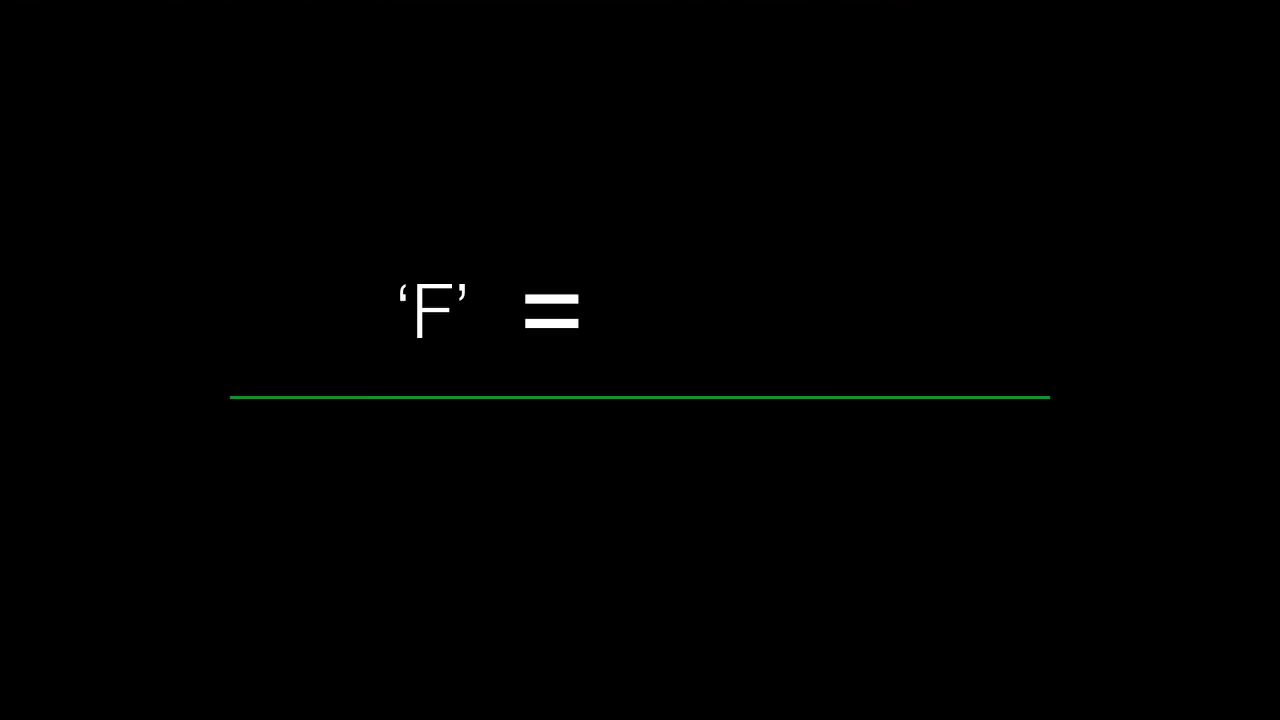 ‘F’ =